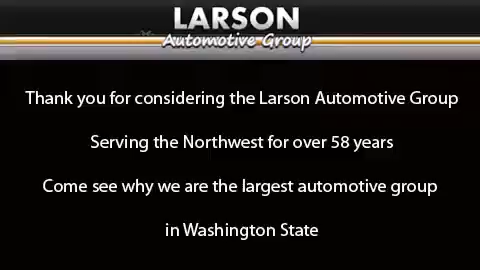 LARSON
Automotive Group
Thank you for considering the Larson Automotive Group
Serving the Northwest for over 58 years
Come see why we are the largest automotive group
in Washington State